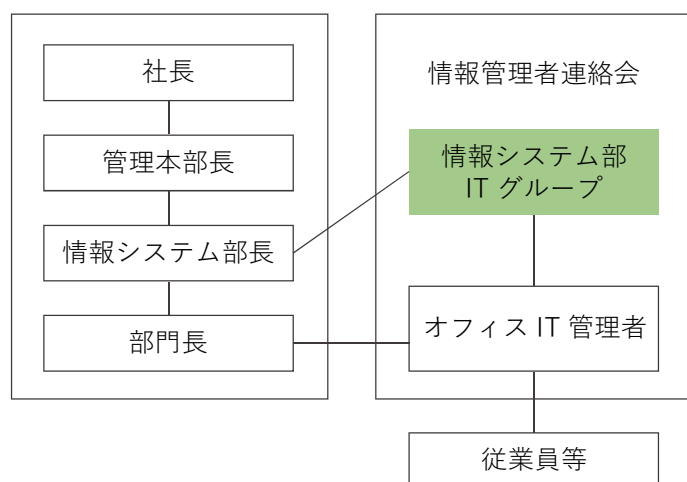 社長
管理本部長
情報システム部長
部門長
情報管理者連絡会
情報システム部
IT グループ
オフィス IT 管理者
従業員等